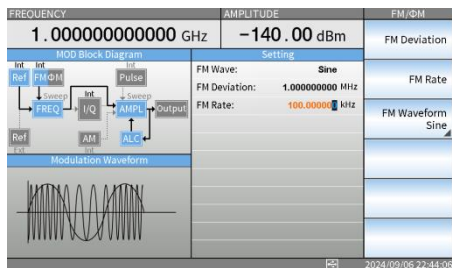 FREQUENCY AMPLITUDE FM/ΦM
1.000000000000 GHz -140.00 dBm
FM Deviation
MOD Block Diagram
Setting
Int Int Int
Ref FMΦM Pulse
Sweep Int Sweep
FREQ I/Q AMPL Output
Ref AM ALC
Ext Int
FM Wave: Sine
FM Deviation: 1.000000000 MHz
FM Rate: 100.000000 kHz
FM Rate
FM Waveform
Sine
Modulation Waveform
2024/09/06 22:44:06